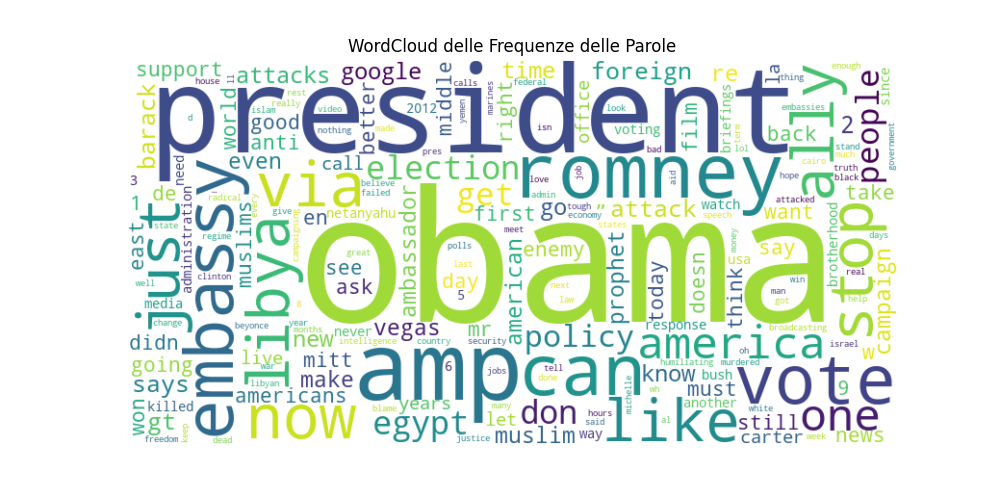 WordCloud delle Frequenze delle Parole
support
house
ll
attacks
google
calls
time
federal
foreign
re
la
enough
thing
president
barack
d
rest
islam
really
world
good
anti
video
nothing
better
2012
middle
yemen
marines
right
look
office
voting
film
briefings
embassies
made
pres
isn
bad
term
lol
back
stand
2
people
since
government
ally
need
even
call
election
love
job
romney
aid
hope
cairo
much
truth
black
3
1
de
radical
every
via
believe
failed
get
admin
tough
economy
watch
attacked
take
muslims
give
en
netanyahu
ambassador
first
go
”
attack
states
speech
want
brotherhood
days
east
state
regime
just
embassy
administration
libya
campaigning
obama
meet
prophet
today
doesn
think
usa
money
say
real
stop
campaign
well
media
clinton
see
ask
great
polls
last
day
5
american
enemy
next
law
man
got
win
help
change
didn
beyonce
8
year
months
new
never
vegas
mr
security
policy
response
america
oh
broadcasting
israel
w
going
live
war
libyan
intelligence
mitt
country
6
amp
jobs
tell
done
can
wh
know
humiliating
bush
murdered
vote
9
says
won
gt
killed
americans
make
years
many
let
don
like
must
another
one
freedom
keep
dead
now
blame
egypt
justice
hours
said
muslim
way
michelle
al
white
still
carter
week
news